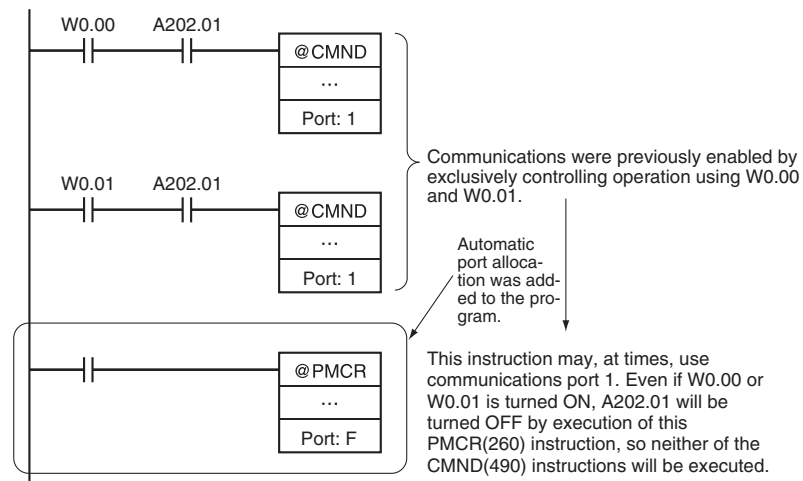 W0.00 A202.01
@CMND
...
Port: 1
W0.01 A202.01
@CMND
...
Port: 1
Communications were previously enabled by
exclusively controlling operation using W0.00
and W0.01.
Automatic
port alloca-
tion was add-
ed to the pro-
gram.
@PMCR
...
Port: F
This instruction may, at times, use
communications port 1. Even if W0.00 or
W0.01 is turned ON, A202.01 will be
turned OFF by execution of this
PMCR(260) instruction, so neither of the
CMND(490) instructions will be executed.